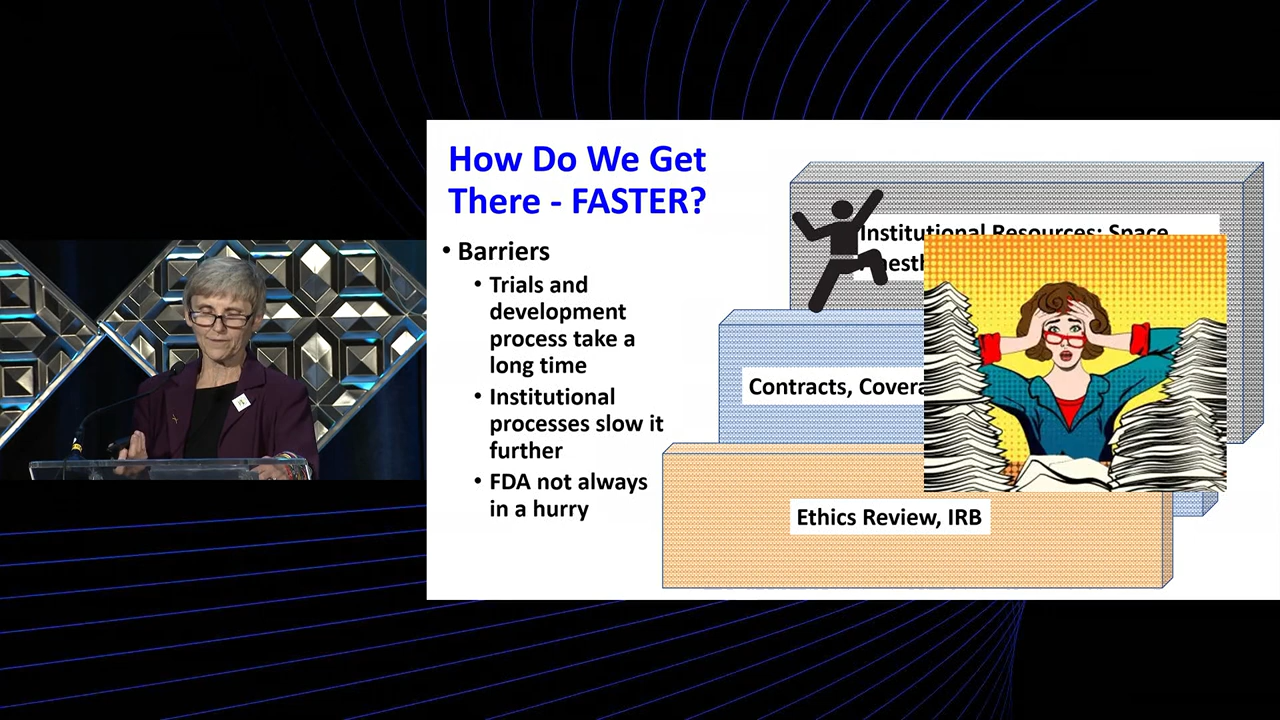 How Do We Get
There - FASTER?
• Barriers
• Trials and
development
process take a
long time
• Institutional
processes slow it
further
• FDA not always
in a hurry
Institutional Resources: Space
Contracts,
Ethics Review, IRB